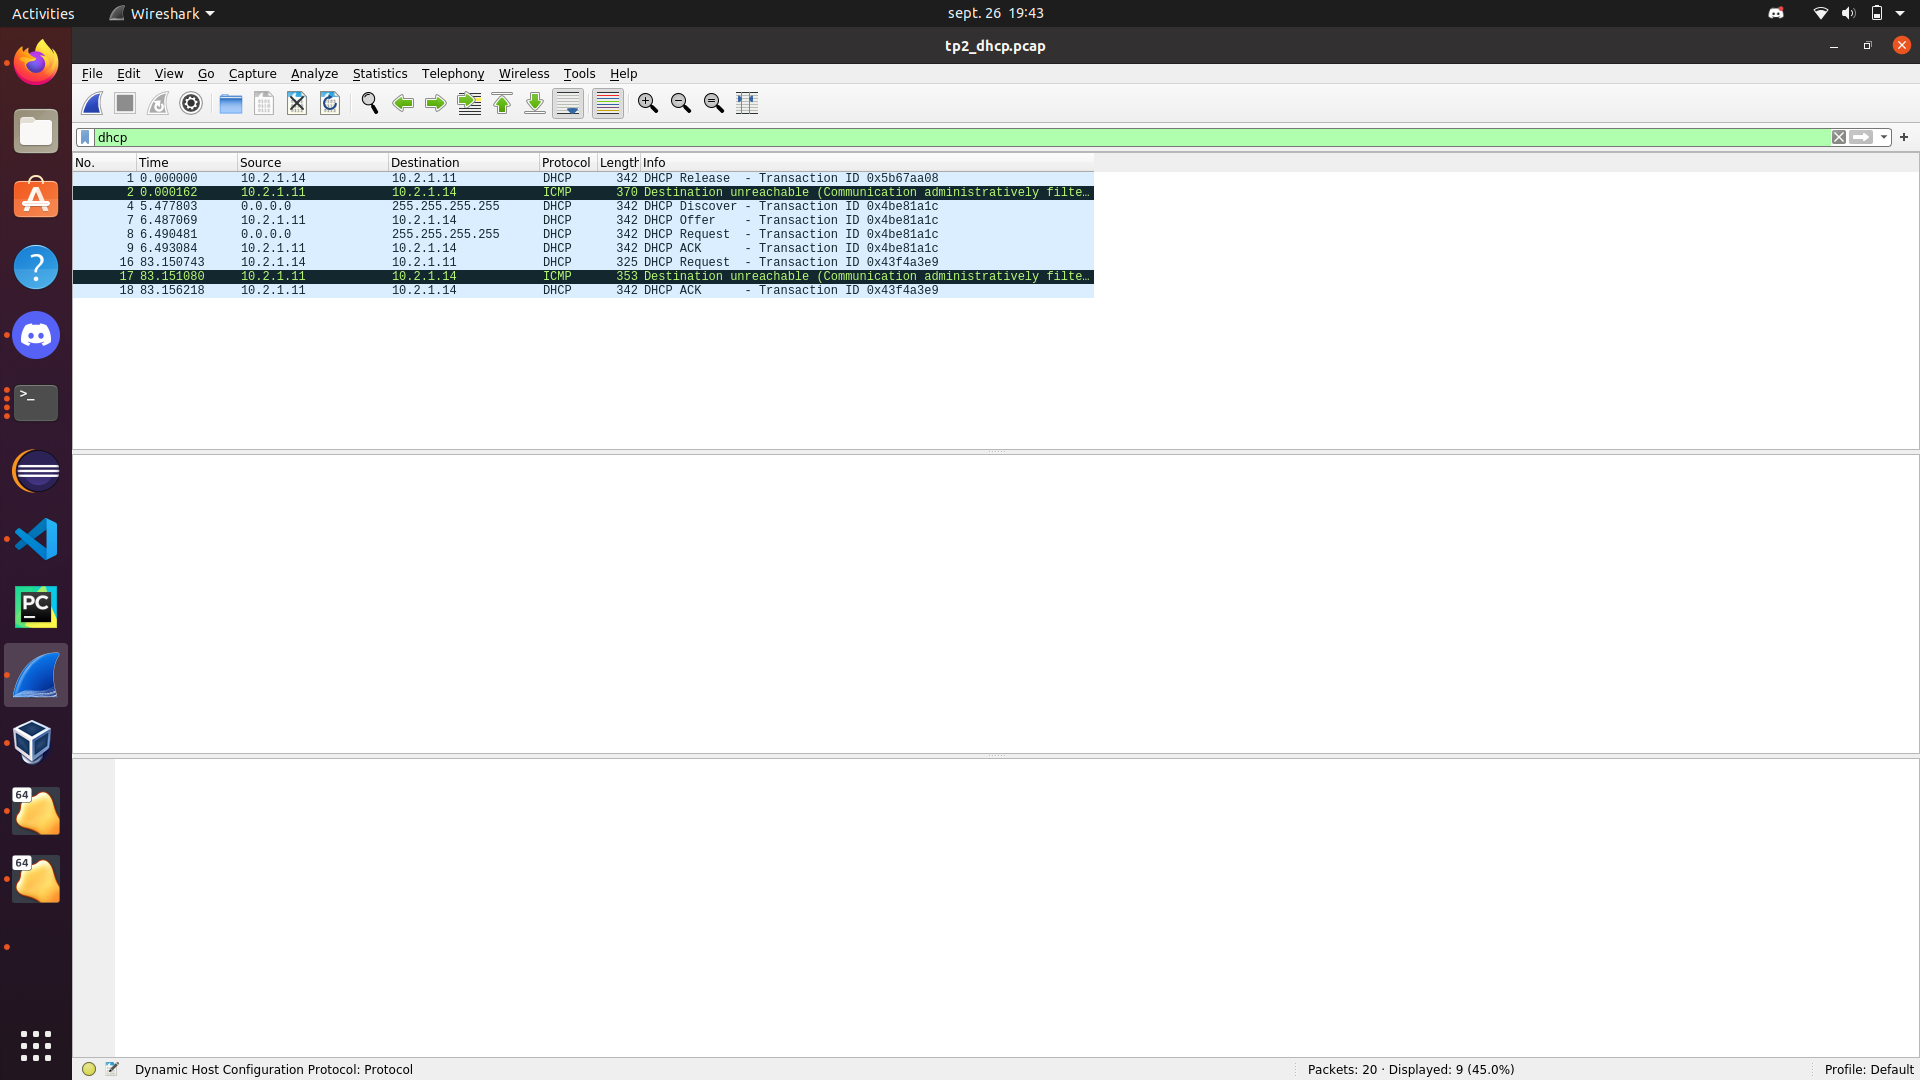 Activities Wireshark sept. 26 19:43
tp2_dhcp.pcap
File Edit View Go Capture Analyze Statistics Telephony Wireless Tools Help
dhcp
No. Time Source Destination Protocol Length Info
1 0.000000 10.2.1.14 10.2.1.11 DHCP 342 DHCP Release - Transaction ID 0x5b67aa08
2 0.000162 10.2.1.11 10.2.1.14 ICMP 370 Destination unreachable (Communication administratively filte…
4 5.477803 0.0.0.0 255.255.255.255 DHCP 342 DHCP Discover - Transaction ID 0x4be81a1c
7 6.487069 10.2.1.11 10.2.1.14 DHCP 342 DHCP Offer - Transaction ID 0x4be81a1c
8 6.490481 0.0.0.0 255.255.255.255 DHCP 342 DHCP Request - Transaction ID 0x4be81a1c
9 6.493084 10.2.1.11 10.2.1.14 DHCP 342 DHCP ACK - Transaction ID 0x4be81a1c
16 83.150743 10.2.1.14 10.2.1.11 DHCP 325 DHCP Request - Transaction ID 0x43f4a3e9
17 83.151080 10.2.1.11 10.2.1.14 ICMP 353 Destination unreachable (Communication administratively filte…
18 83.156218 10.2.1.11 10.2.1.14 DHCP 342 DHCP ACK - Transaction ID 0x43f4a3e9
>_
PC
64
64
Dynamic Host Configuration Protocol: Protocol Packets: 20 · Displayed: 9 (45.0%) Profile: Default